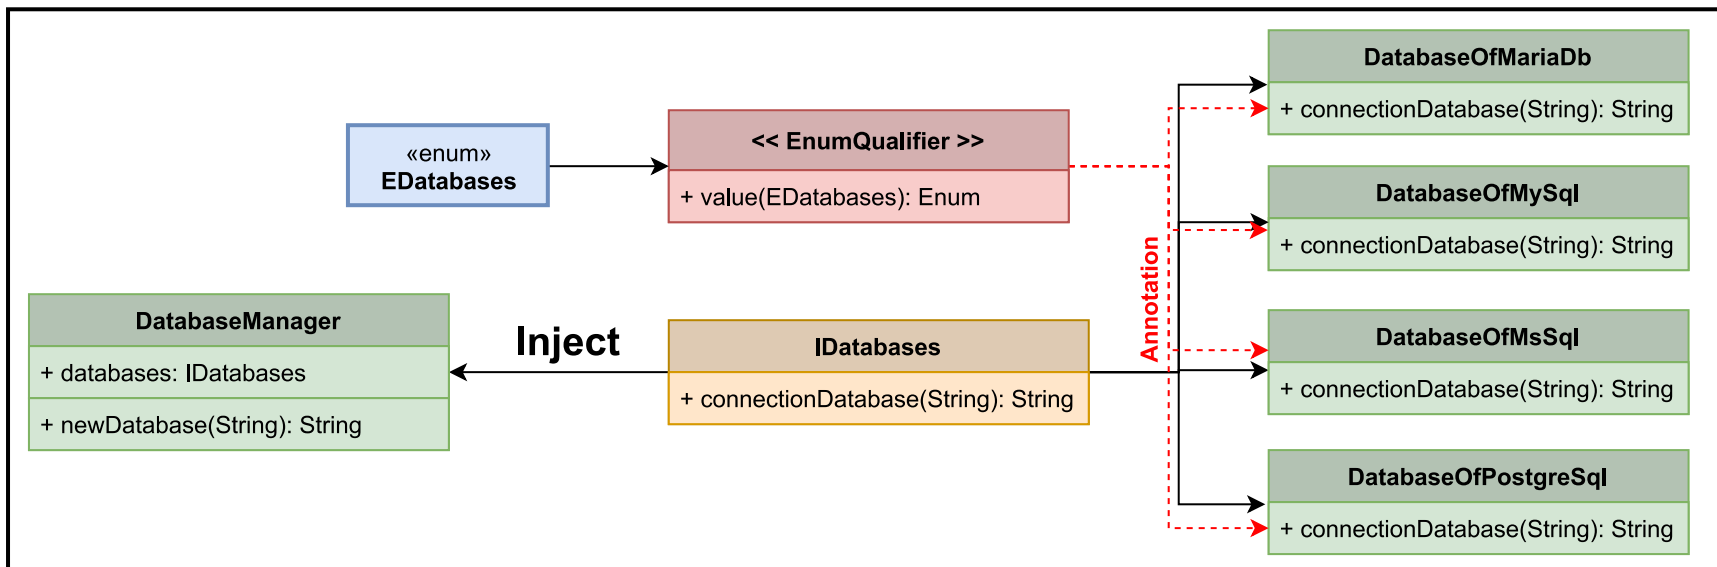 DatabaseOfMariaDb
+ connectionDatabase(String): String
<< EnumQualifier >>
+ value(EDatabases): Enum
«enum»
EDatabases
DatabaseOfMySql
+ connectionDatabase(String): String
Annotation
DatabaseManager
+ databases: IDatabases
+ newDatabase(String): String
Inject
IDatabases
+ connectionDatabase(String): String
DatabaseOfMsSql
+ connectionDatabase(String): String
DatabaseOfPostgreSql
+ connectionDatabase(String): String